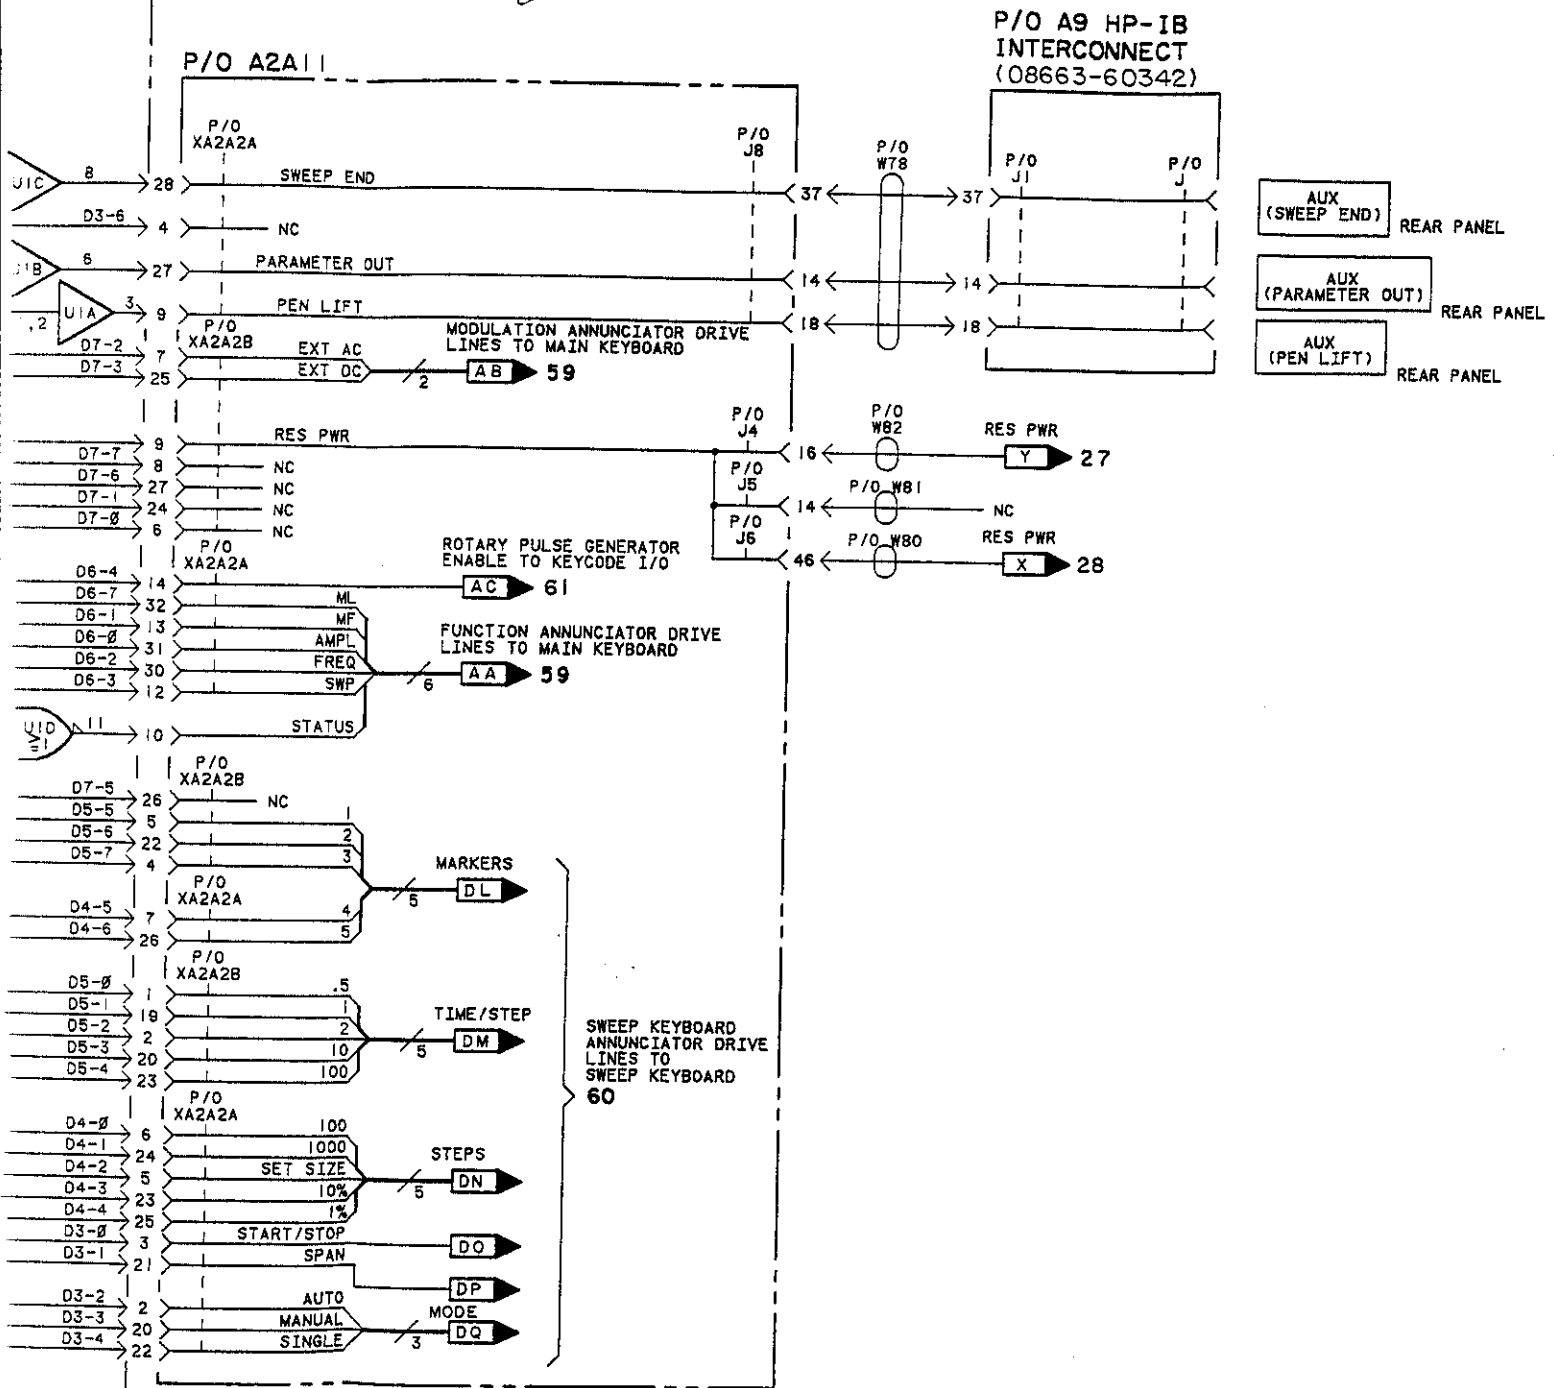 P/O A9 HP-IB
INTERCONNECT
(08663-60342)
P/O A2A11
P/O
XA2A2A
P/O
J8
P/O
W78
P/O
J1
P/O
J
U1C
8
28
SWEEP END
37
37
AUX
(SWEEP END)
REAR PANEL
D3-6
4
NC
U1B
6
27
PARAMETER OUT
14
14
AUX
(PARAMETER OUT)
REAR PANEL
,2
U1A
3
9
PEN LIFT
18
18
AUX
(PEN LIFT)
REAR PANEL
P/O
XA2A2B
MODULATION ANNUNCIATOR DRIVE
LINES TO MAIN KEYBOARD
D7-2
7
EXT AC
D7-3
25
EXT DC
2
AB
59
9
RES PWR
P/O
J4
16
P/O
W82
RES PWR
Y
27
D7-7
8
NC
D7-6
27
NC
P/O
J5
14
P/O W81
NC
D7-1
24
NC
D7-0
6
NC
P/O
J6
46
P/O W80
RES PWR
X
28
P/O
XA2A2A
ROTARY PULSE GENERATOR
ENABLE TO KEYCODE I/O
D6-4
14
AC
61
D6-7
32
ML
D6-1
13
MF
D6-0
31
AMPL
FUNCTION ANNUNCIATOR DRIVE
LINES TO MAIN KEYBOARD
D6-2
30
FREQ
6
AA
59
D6-3
12
SWP
U1D
≥1
11
10
STATUS
P/O
XA2A2B
D7-5
26
NC
D5-5
5
1
D5-6
22
2
D5-7
4
3
MARKERS
5
DL
P/O
XA2A2A
D4-5
7
4
D4-6
26
5
P/O
XA2A2B
D5-0
1
.5
D5-1
19
1
TIME/STEP
D5-2
2
2
5
DM
D5-3
20
10
D5-4
23
100
SWEEP KEYBOARD
ANNUNCIATOR DRIVE
LINES TO
SWEEP KEYBOARD
60
P/O
XA2A2A
D4-0
6
100
D4-1
24
1000
STEPS
D4-2
5
SET SIZE
5
DN
D4-3
23
10%
D4-4
25
1%
D3-0
3
START/STOP
DO
D3-1
21
SPAN
DP
D3-2
2
AUTO
MODE
D3-3
20
MANUAL
3
DQ
D3-4
22
SINGLE